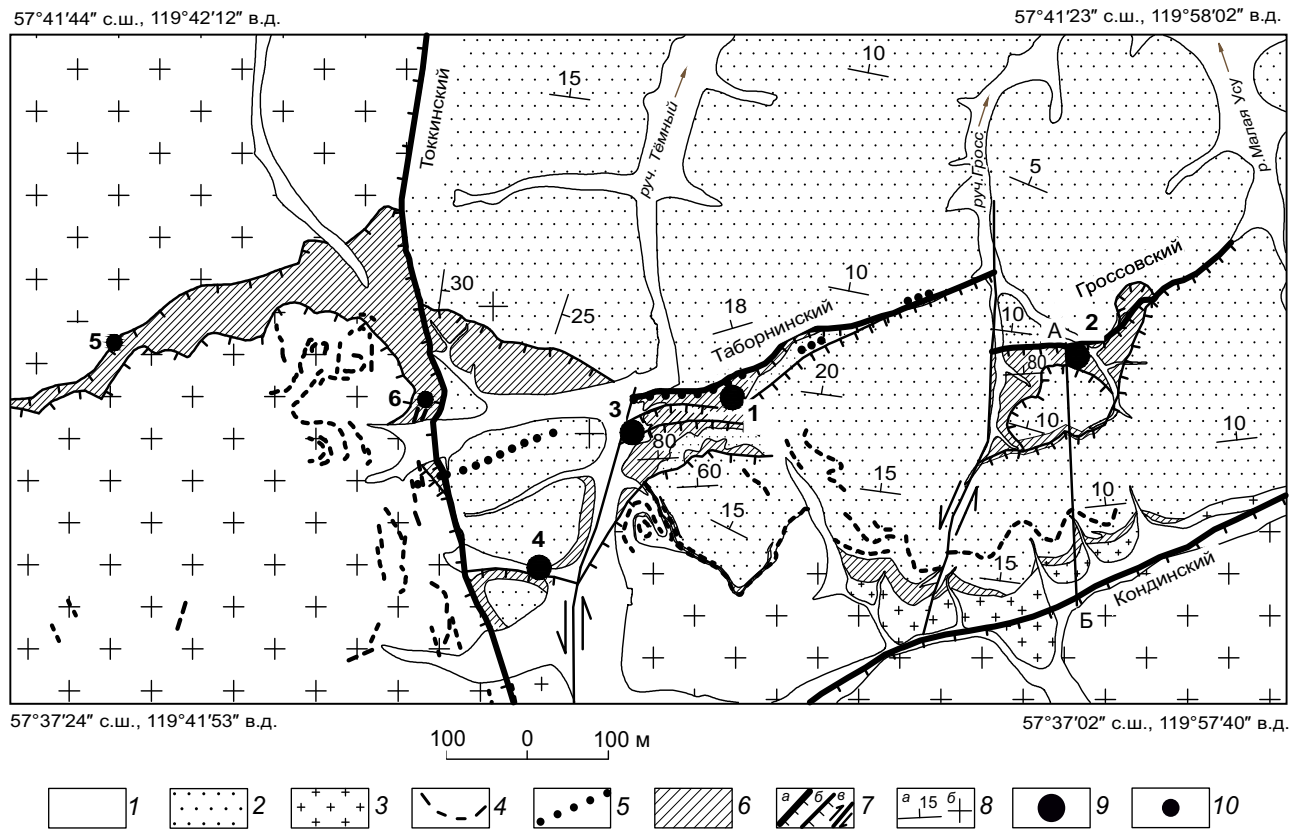 57°41′44″ с.ш., 119°42′12″ в.д.
57°41′23″ с.ш., 119°58′02″ в.д.
10
15
Токкинский
руч. Тёмный
руч. Гросс
р. Малая Усу
5
30
25
10
18
Таборнинский
Гроссовский
10
А
2
80
5
6
3
1
20
80
60
10
10
15
15
10
4
15
Кондинский
Б
57°37′24″ с.ш., 119°41′53″ в.д.
57°37′02″ с.ш., 119°57′40″ в.д.
100 0 100 м
1
2
3
4
5
6
а б в 7
а 15 б 8
9
10